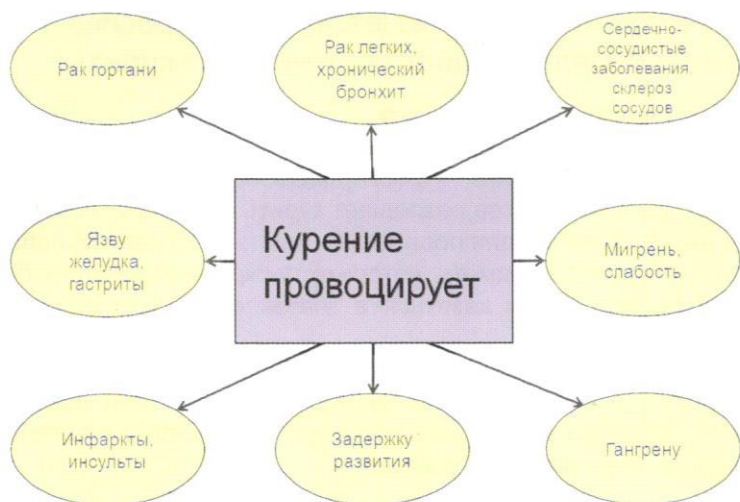 Рак гортани
Рак легких,
хронический
бронхит
Сердечно-
сосудистые
заболевания,
склероз
сосудов
Язву
желудка,
гастриты
Курение
провоцирует
Мигрень,
слабость
Инфаркты,
инсульты
Задержку
развития
Гангрену